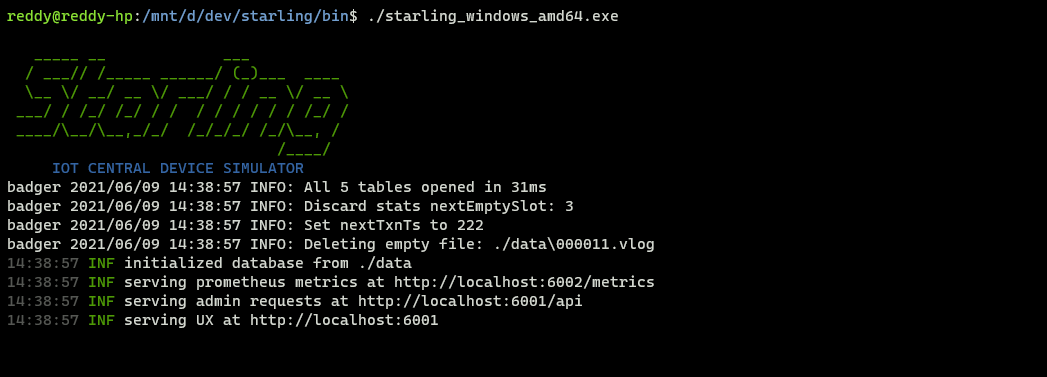 reddy@reddy-hp:/mnt/d/dev/starling/bin$ ./starling_windows_amd64.exe
Starling
IOT CENTRAL DEVICE SIMULATOR
badger 2021/06/09 14:38:57 INFO: All 5 tables opened in 31ms
badger 2021/06/09 14:38:57 INFO: Discard stats nextEmptySlot: 3
badger 2021/06/09 14:38:57 INFO: Set nextTxnTs to 222
badger 2021/06/09 14:38:57 INFO: Deleting empty file: ./data\000011.vlog
14:38:57 INF initialized database from ./data
14:38:57 INF serving prometheus metrics at http://localhost:6002/metrics
14:38:57 INF serving admin requests at http://localhost:6001/api
14:38:57 INF serving UX at http://localhost:6001